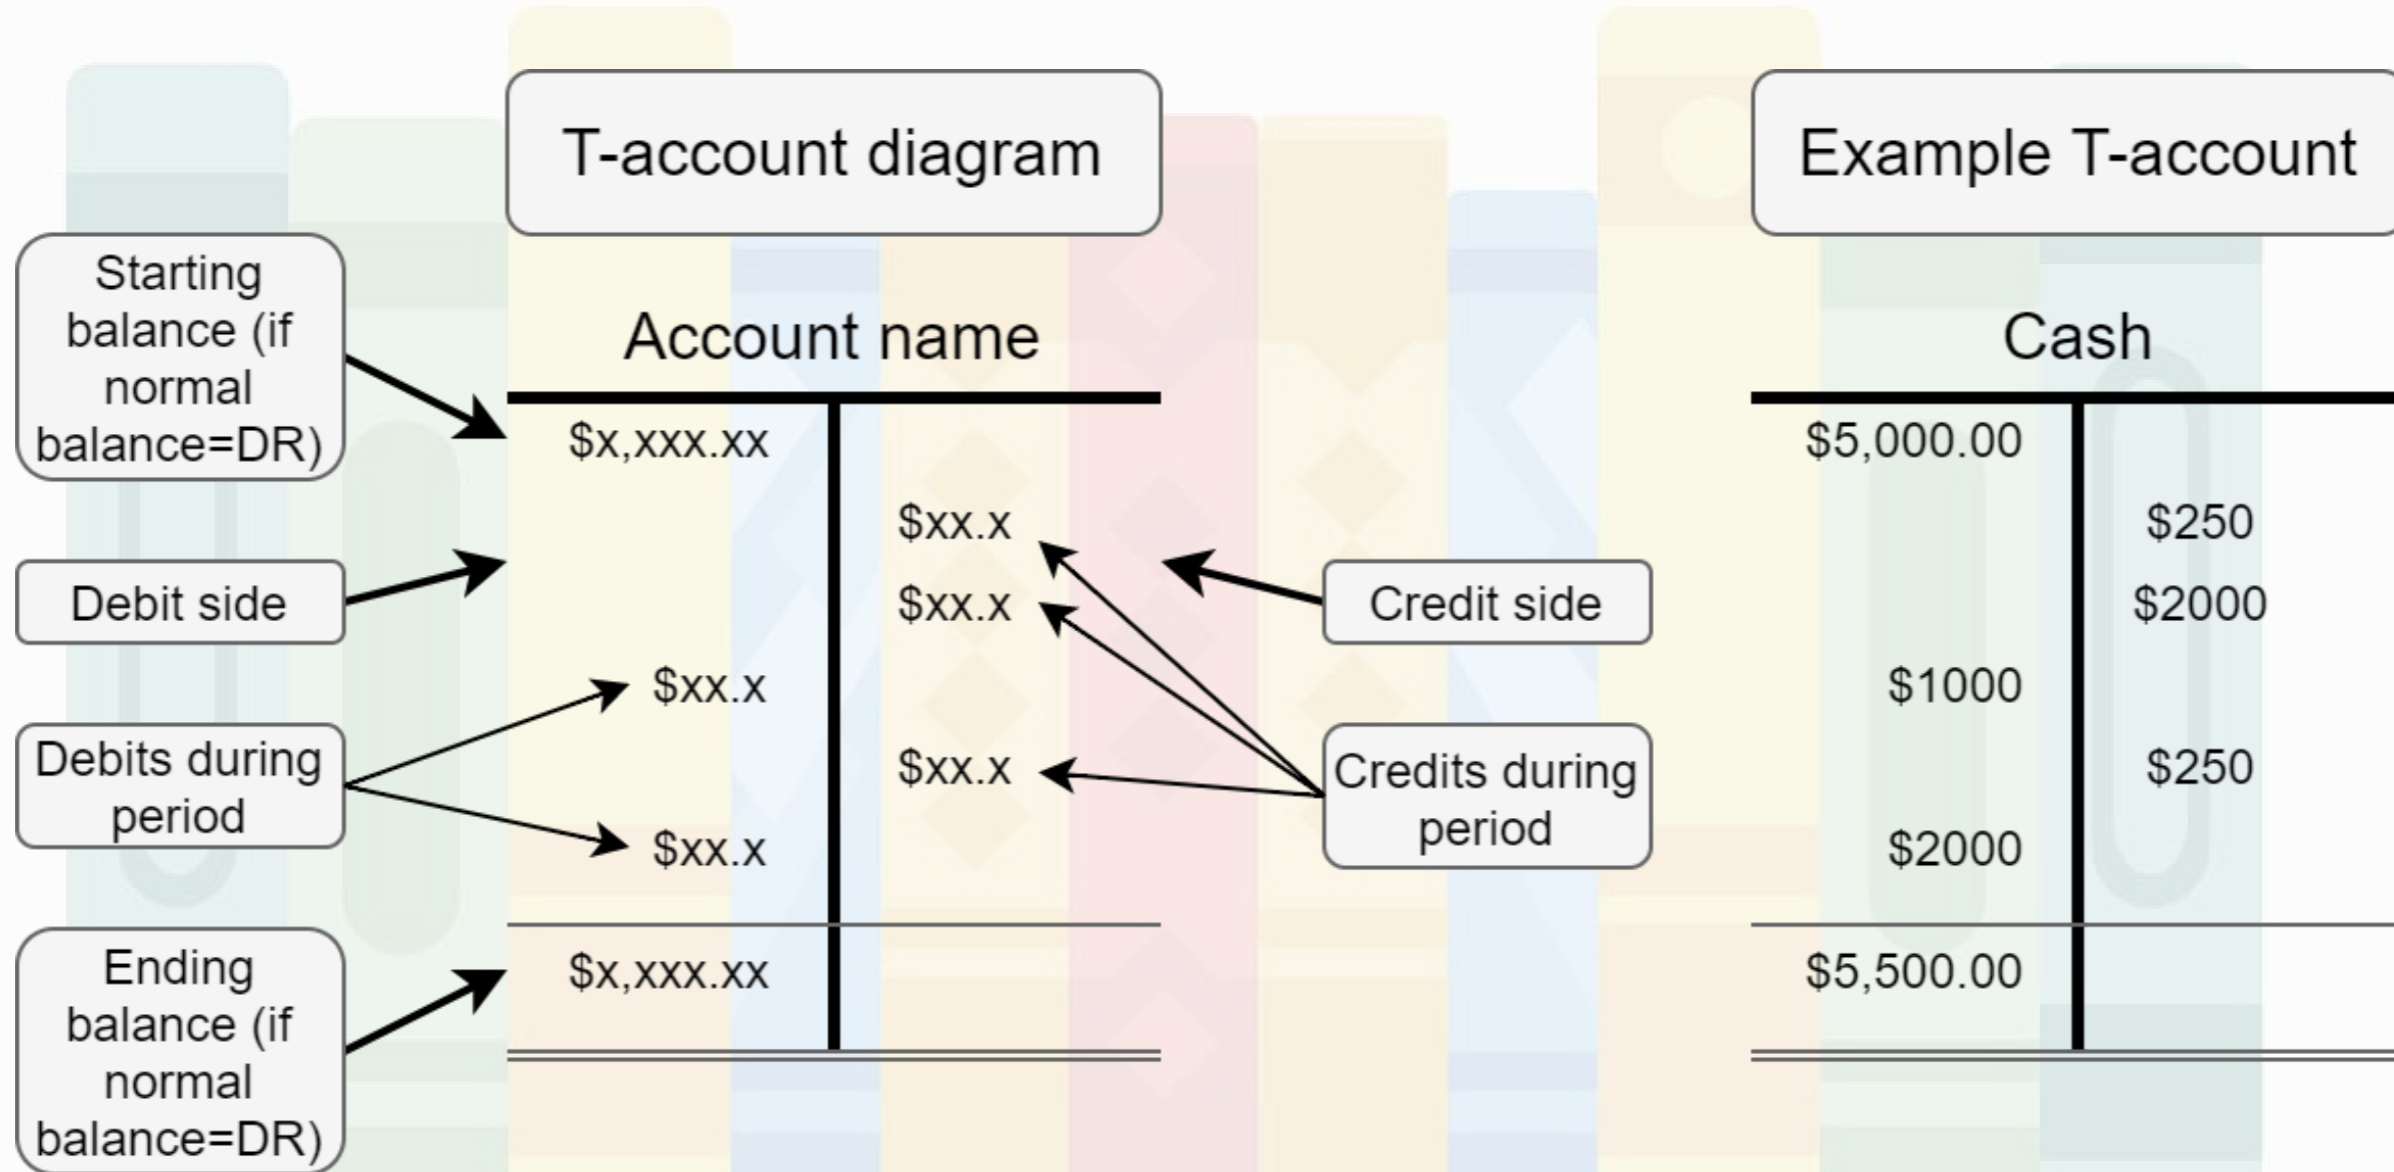 T-account diagram
Starting
balance (if
normal
balance=DR)
Account name
$x,xxx.xx
$xx.x
$xx.x
Debit side
Credit side
$xx.x
Debits during
period
$xx.x
Credits during
period
$xx.x
Ending
balance (if
normal
balance=DR)
$x,xxx.xx
Example T-account
Cash
$5,000.00
$250
$2000
$1000
$250
$2000
$5,500.00